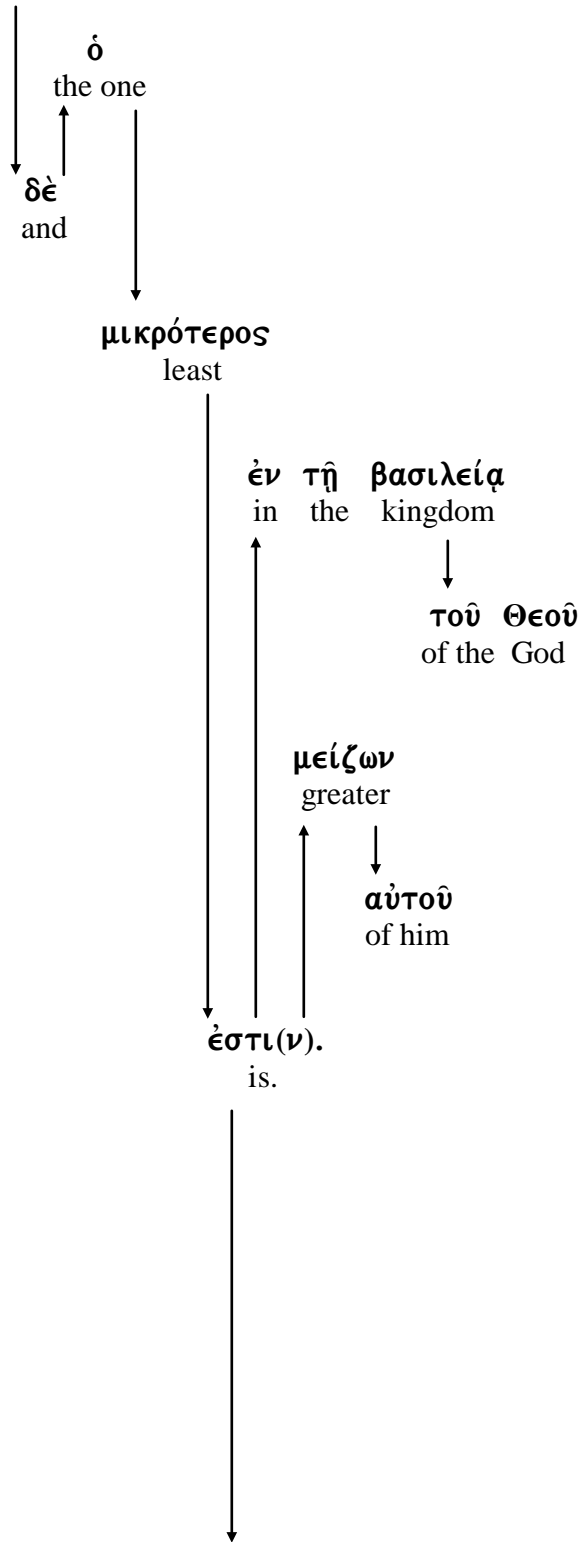 ὁ
the one
δὲ
and
μικρότερος
least
ἐν τῇ βασιλείᾳ
in the kingdom
τοῦ Θεοῦ
of the God
μείζων
greater
αὐτοῦ
of him
ἐστι(ν).
is.